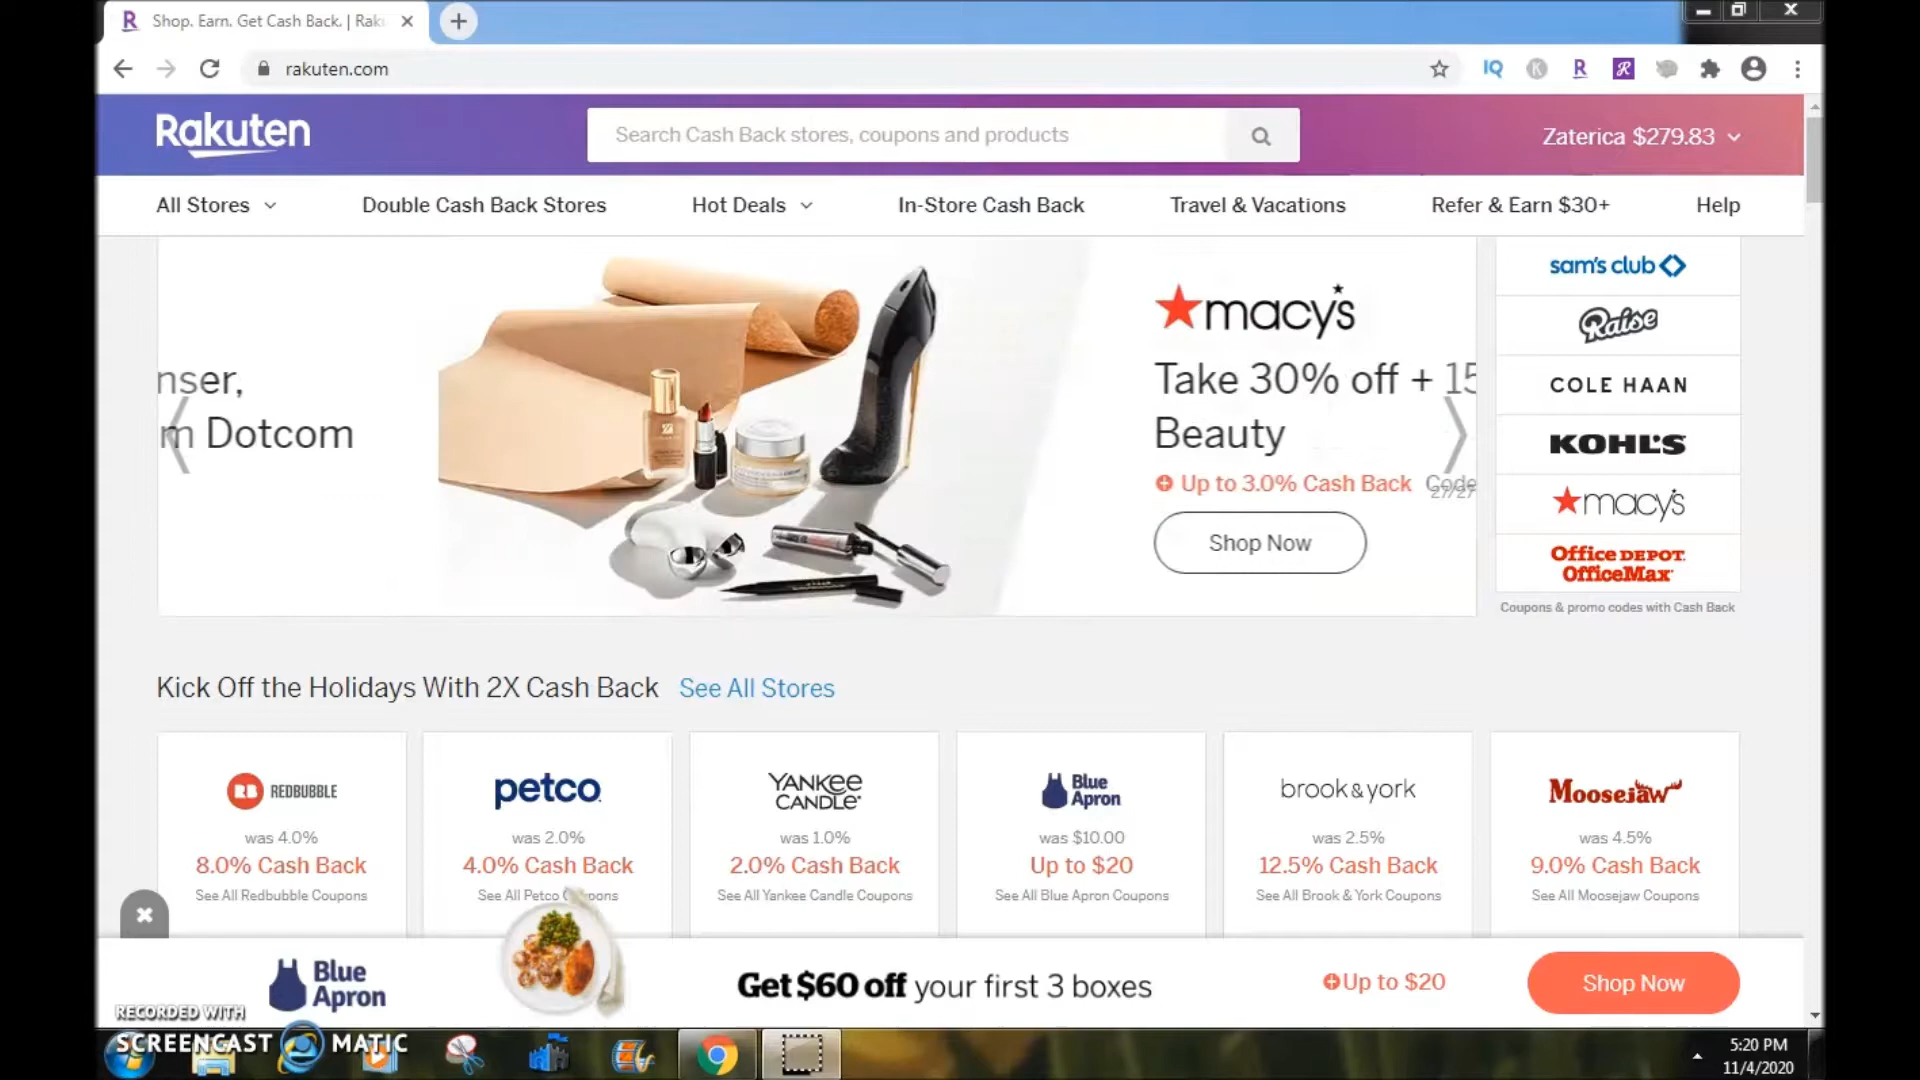 Shop. Earn. Get Cash Back. | Rak
rakuten.com
IQ
Rakuten
Search Cash Back stores, coupons and products
Zaterica $279.83
All Stores
Double Cash Back Stores
Hot Deals
In-Store Cash Back
Travel & Vacations
Refer & Earn $30+
Help
nser,
m Dotcom
macy's
Take 30% off + 15
Beauty
Up to 3.0% Cash Back Code
27/27
Shop Now
sam's club
Raise
COLE HAAN
KOHL'S
macy's
Office DEPOT
OfficeMax
Coupons & promo codes with Cash Back
Kick Off the Holidays With 2X Cash Back See All Stores
RB REDBUBBLE
was 4.0%
8.0% Cash Back
See All Redbubble Coupons
petco
was 2.0%
4.0% Cash Back
See All Petco C pons
YANKEE
CANDLE
was 1.0%
2.0% Cash Back
See All Yankee Candle Coupons
Blue
Apron
was $10.00
Up to $20
See All Blue Apron Coupons
brook & york
was 2.5%
12.5% Cash Back
See All Brook & York Coupons
Moosejaw
was 4.5%
9.0% Cash Back
See All Moosejaw Coupons
Blue
Apron
Get $60 off your first 3 boxes
Up to $20
Shop Now
RECORDED WITH
SCREENCAST MATIC
5:20 PM
11/4/2020